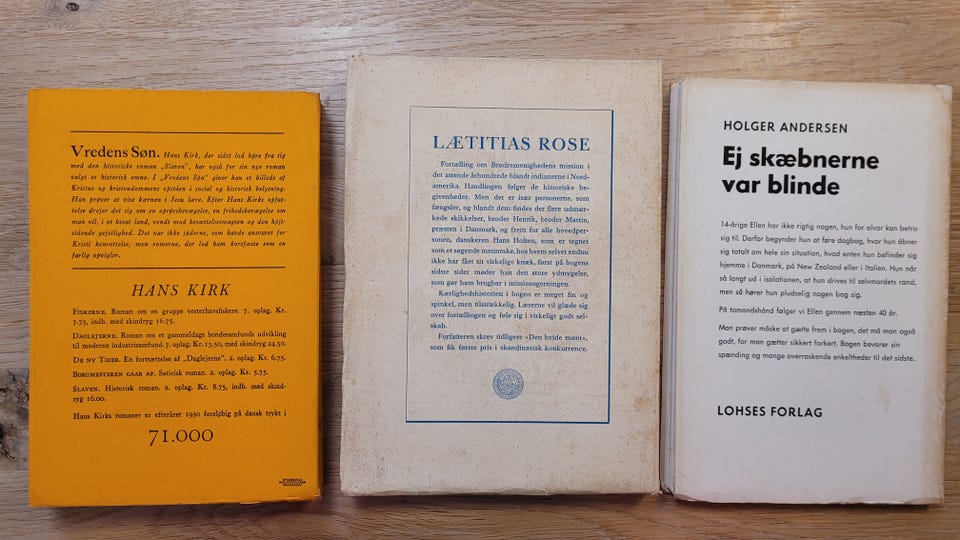 Vredens Søn. Hans Kirk, der sidst lod høre fra sig
med den historiske roman „Slaven", har også for sin nye roman
valgt et historisk emne. I „Vredens Søn" giver han et billede af
Kristus og kristendommens opståen i social og historisk belysning.
Han prøver at vise kærnen i Jesu lære. Efter Hans Kirks opfat-
telse drejer det sig om en oprørsbevægelse, en frihedsbevægelse om
man vil, i et besat land, vendt mod besættelsesmagten og den højt-
stående gejstlighed. Det var ikke jøderne, som havde ansvaret for
Kristi henrettelse, men romerne, der lod ham korsfæste som en
farlig opvigler.
HANS KIRK
FISKERNE. Roman om en gruppe vesterhavsfiskere. 7. oplag. Kr.
7.75, indb. med skindryg 16.75.
DAGLEJERNE. Roman om et gammeldags bondesamfunds udvikling
til moderne industrisamfund. 7. oplag. Kr. 13.50, med skindryg 24.50.
DE NY TIDER. En fortsættelse af „Daglejerne". 2. oplag. Kr. 6.75.
BORGMESTEREN GAAR AF. Satirisk roman. 2. oplag. Kr. 5.75.
SLAVEN. Historisk roman. 2. oplag. Kr. 8.75, indb. med skind-
ryg 16.00.
Hans Kirks romaner er efteråret 1950 foreløbig på dansk trykt i
71.000
LÆTITIAS ROSE
Fortælling om Brødremenighedens mission i
det attende århundrede blandt indianerne i Nord-
amerika. Handlingen følger de historiske be-
givenheder. Men det er især personerne, som
fængsler, og blandt dem findes der flere udmær-
kede skikkelser, broder Henrik, broder Martin,
præsten i Danmark, og frem for alle hovedper-
sonen, danskeren Hans Holten, som er tegnet
som et søgende menneske, hos hvem selvet endnu
ikke har fået sit virkelige knæk, først på bogens
sidste sider møder han den store ydmygelse,
som gør ham brugbar i missionsgerningen.
Kærlighedshistorien i bogen er meget fin og
spinkel, men tilstrækkelig. Læserne vil glæde sig
over fortællingen og føle sig i virkeligt godt sel-
skab.
Forfatteren skrev tidligere »Den hvide mant«,
som fik første pris i skandinavisk konkurrence.
HOLGER ANDERSEN
Ej skæbnerne
var blinde
14-årige Ellen har ikke rigtig nogen, hun for alvor kan betro
sig til. Derfor begynder hun at føre dagbog, hvor hun åbner
sig totalt om hele sin situation, hvad enten hun befinder sig
hjemme i Danmark, på New Zealand eller i Italien. Hun når
så langt ud i isolationen, at hun drives til selvmordets rand,
men så hører hun pludselig nogen bag sig.
På tomandshånd følger vi Ellen gennem næsten 40 år.
Man prøver måske at gætte frem i bogen, det må man også
godt, for man gætter sikkert forkert. Bogen bevarer sin
spænding og mange overraskende enkeltheder til det sidste.
LOHSES FORLAG